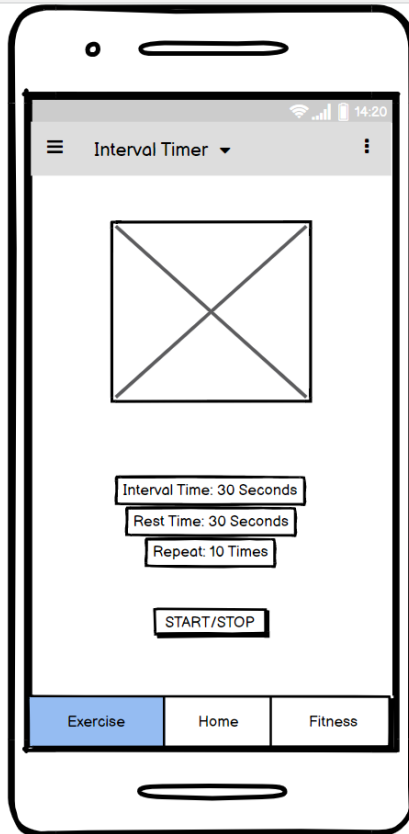 14:20
Interval Timer
Interval Time: 30 Seconds
Rest Time: 30 Seconds
Repeat: 10 Times
START/STOP
Exercise Home Fitness